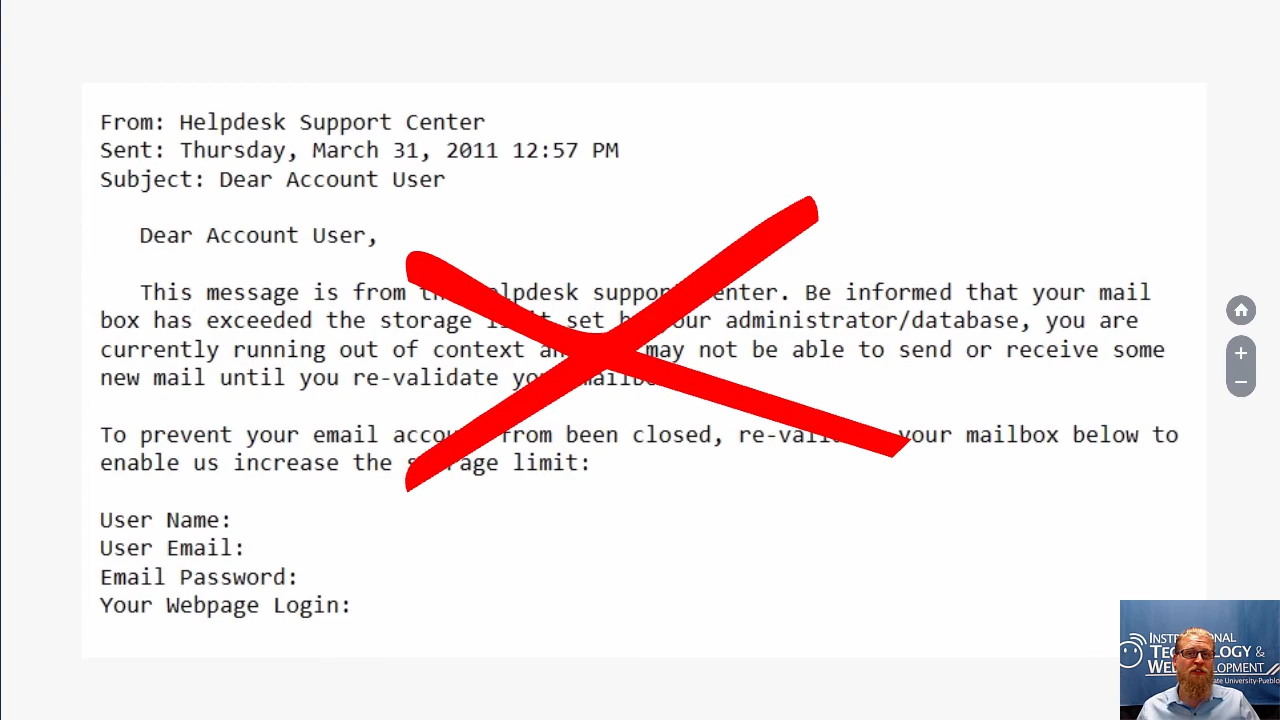 From: Helpdesk Support Center
Sent: Thursday, March 31, 2011 12:57 PM
Subject: Dear Account User
Dear Account User,
This message is from Helpdesk support. Be informed that your mail
box has exceeded the storage set your administrator/database, you are
currently running out of context may not be able to send or receive some
new mail until you re-validate
To prevent your email from been closed, your mailbox below to
enable us increase the storage limit:
User Name:
User Email:
Email Password:
Your Webpage Login:
+
−
TECHNOLOGY &